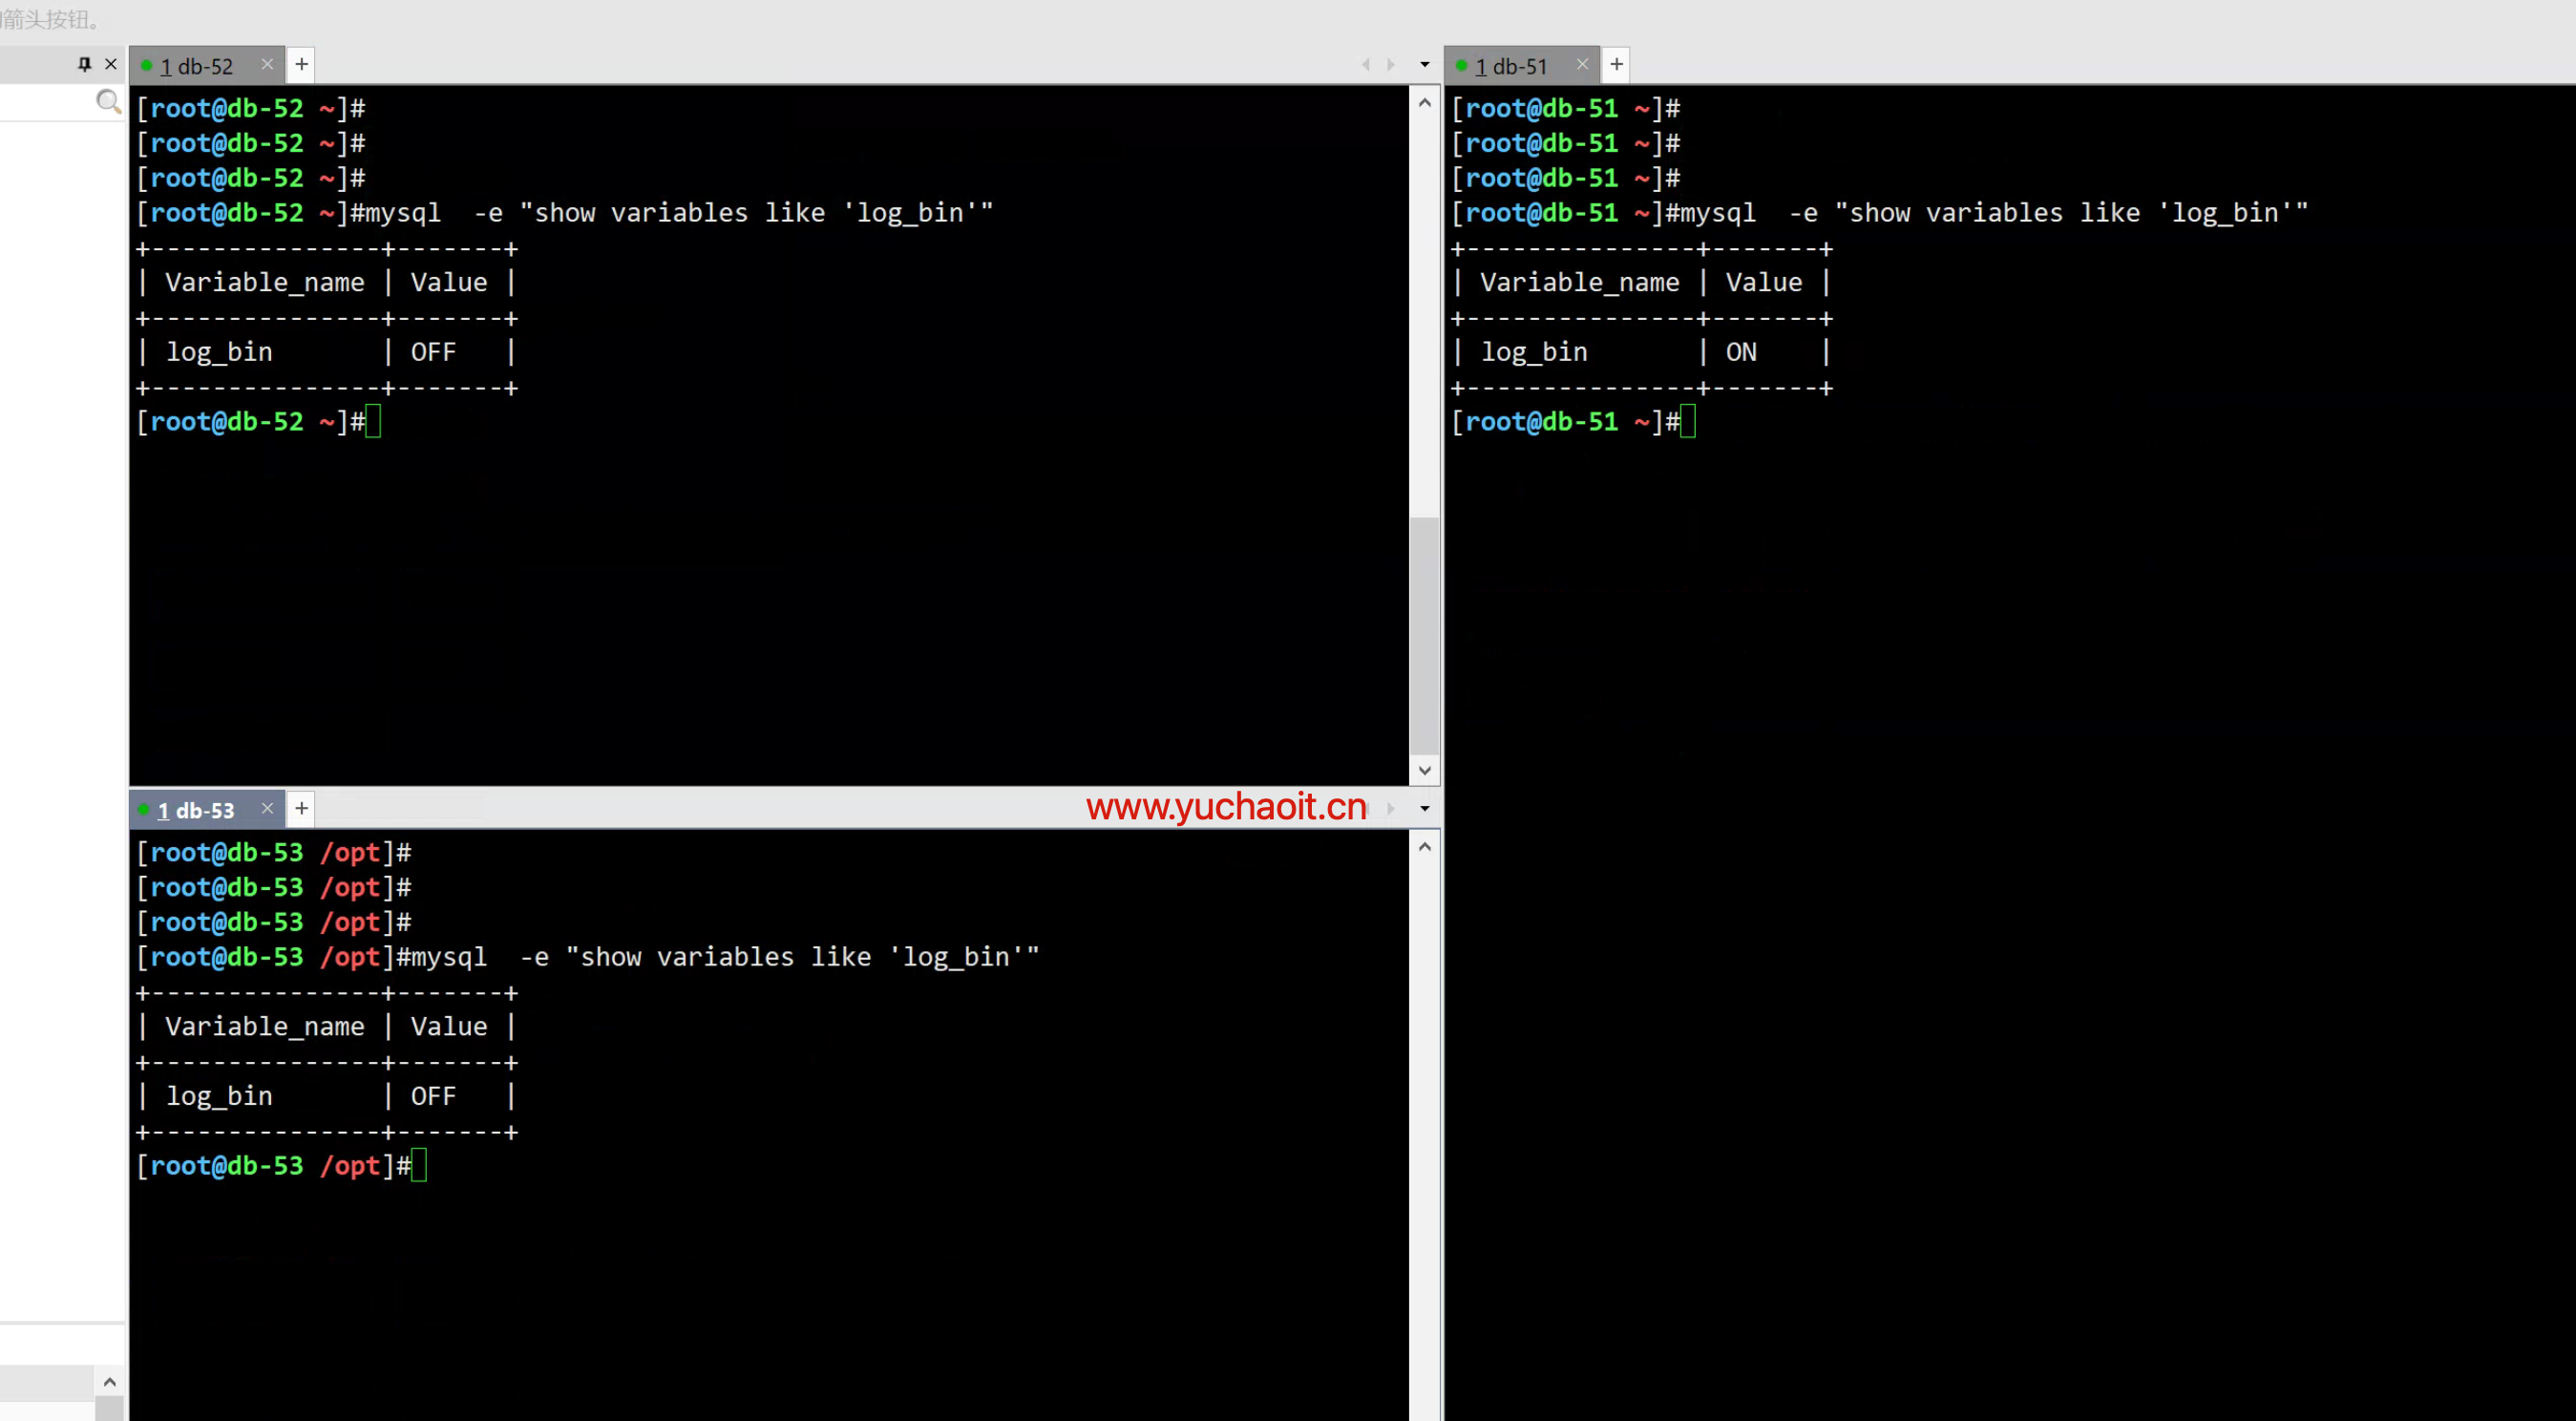 箭头按钮。
1 db-52
[root@db-52 ~]#
[root@db-52 ~]#
[root@db-52 ~]#
[root@db-52 ~]#mysql  -e "show variables like 'log_bin'"
+---------------+-------+
| Variable_name | Value |
+---------------+-------+
| log_bin       | OFF   |
+---------------+-------+
[root@db-52 ~]#
1 db-51
[root@db-51 ~]#
[root@db-51 ~]#
[root@db-51 ~]#
[root@db-51 ~]#mysql  -e "show variables like 'log_bin'"
+---------------+-------+
| Variable_name | Value |
+---------------+-------+
| log_bin       | ON    |
+---------------+-------+
[root@db-51 ~]#
1 db-53
www.yuchaoit.cn
[root@db-53 /opt]#
[root@db-53 /opt]#
[root@db-53 /opt]#
[root@db-53 /opt]#mysql  -e "show variables like 'log_bin'"
+---------------+-------+
| Variable_name | Value |
+---------------+-------+
| log_bin       | OFF   |
+---------------+-------+
[root@db-53 /opt]#